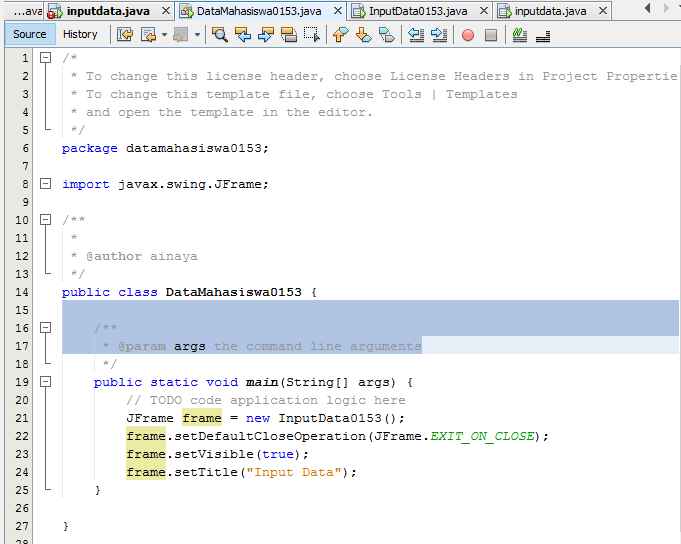 ...ava
inputdata.java
DataMahasiswa0153.java
InputData0153.java
inputdata.java
Source
History
1 /*
2 * To change this license header, choose License Headers in Project Propertie
3 * To change this template file, choose Tools | Templates
4 * and open the template in the editor.
5 */
6 package datamahasiswa0153;
7
8 import javax.swing.JFrame;
9
10 /**
11 *
12 * @author ainaya
13 */
14 public class DataMahasiswa0153 {
15
16 /**
17 * @param args the command line arguments
18 */
19 public static void main(String[] args) {
20 // TODO code application logic here
21 JFrame frame = new InputData0153();
22 frame.setDefaultCloseOperation(JFrame.EXIT_ON_CLOSE);
23 frame.setVisible(true);
24 frame.setTitle("Input Data");
25 }
26
27 }
28